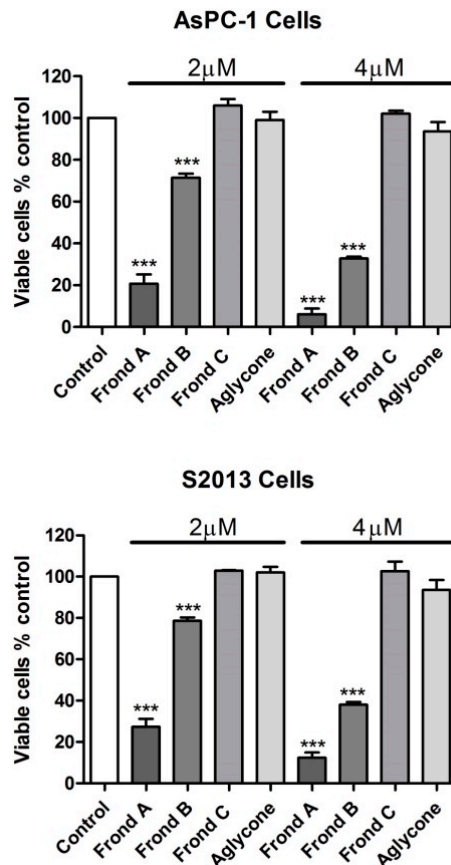 AsPC-1 Cells
2μM 4μM
Viable cells % control
120
100
80
60
40
20
0
*** *** *** ***
Control Frond A Frond B Frond C Aglycone Frond A Frond B Frond C Aglycone
S2013 Cells
2μM 4μM
Viable cells % control
120
100
80
60
40
20
0
*** *** *** ***
Control Frond A Frond B Frond C Aglycone Frond A Frond B Frond C Aglycone